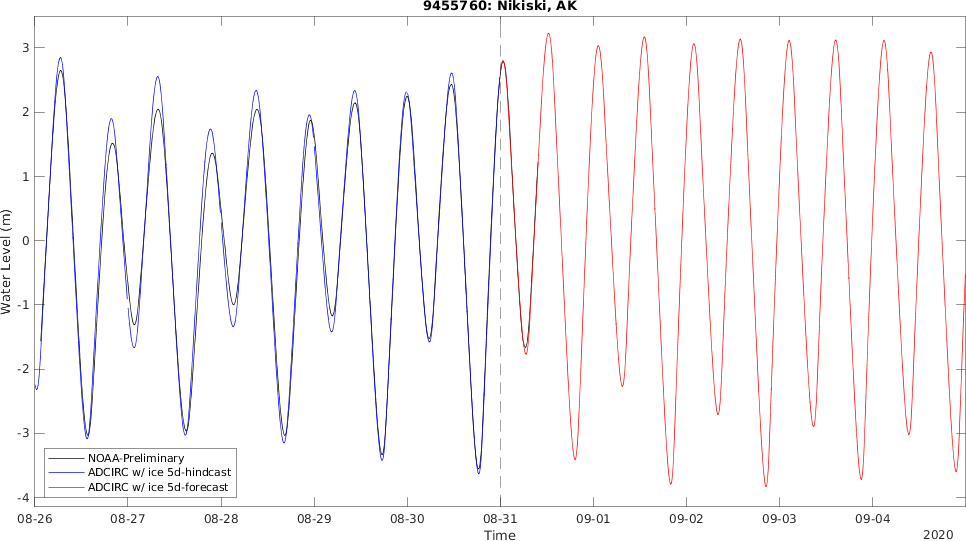 9455760: Nikiski, AK
Water Level (m)
3
2
1
0
-1
-2
-3
-4
NOAA-Preliminary
ADCIRC w/ ice 5d-hindcast
ADCIRC w/ ice 5d-forecast
08-26 08-27 08-28 08-29 08-30 08-31 09-01 09-02 09-03 09-04
Time
2020